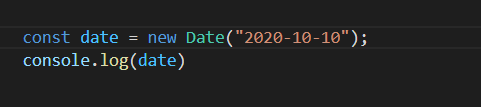 const date = new Date("2020-10-10");
console.log(date)